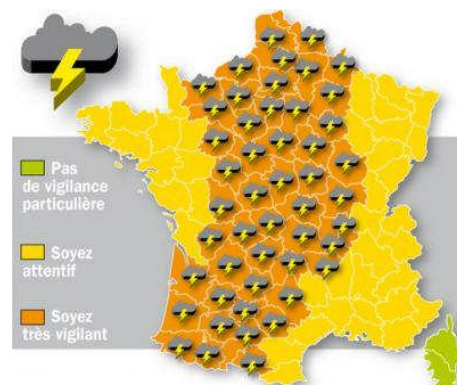 Pas
de vigilance
particulière
Soyez
attentif
Soyez
très vigilant